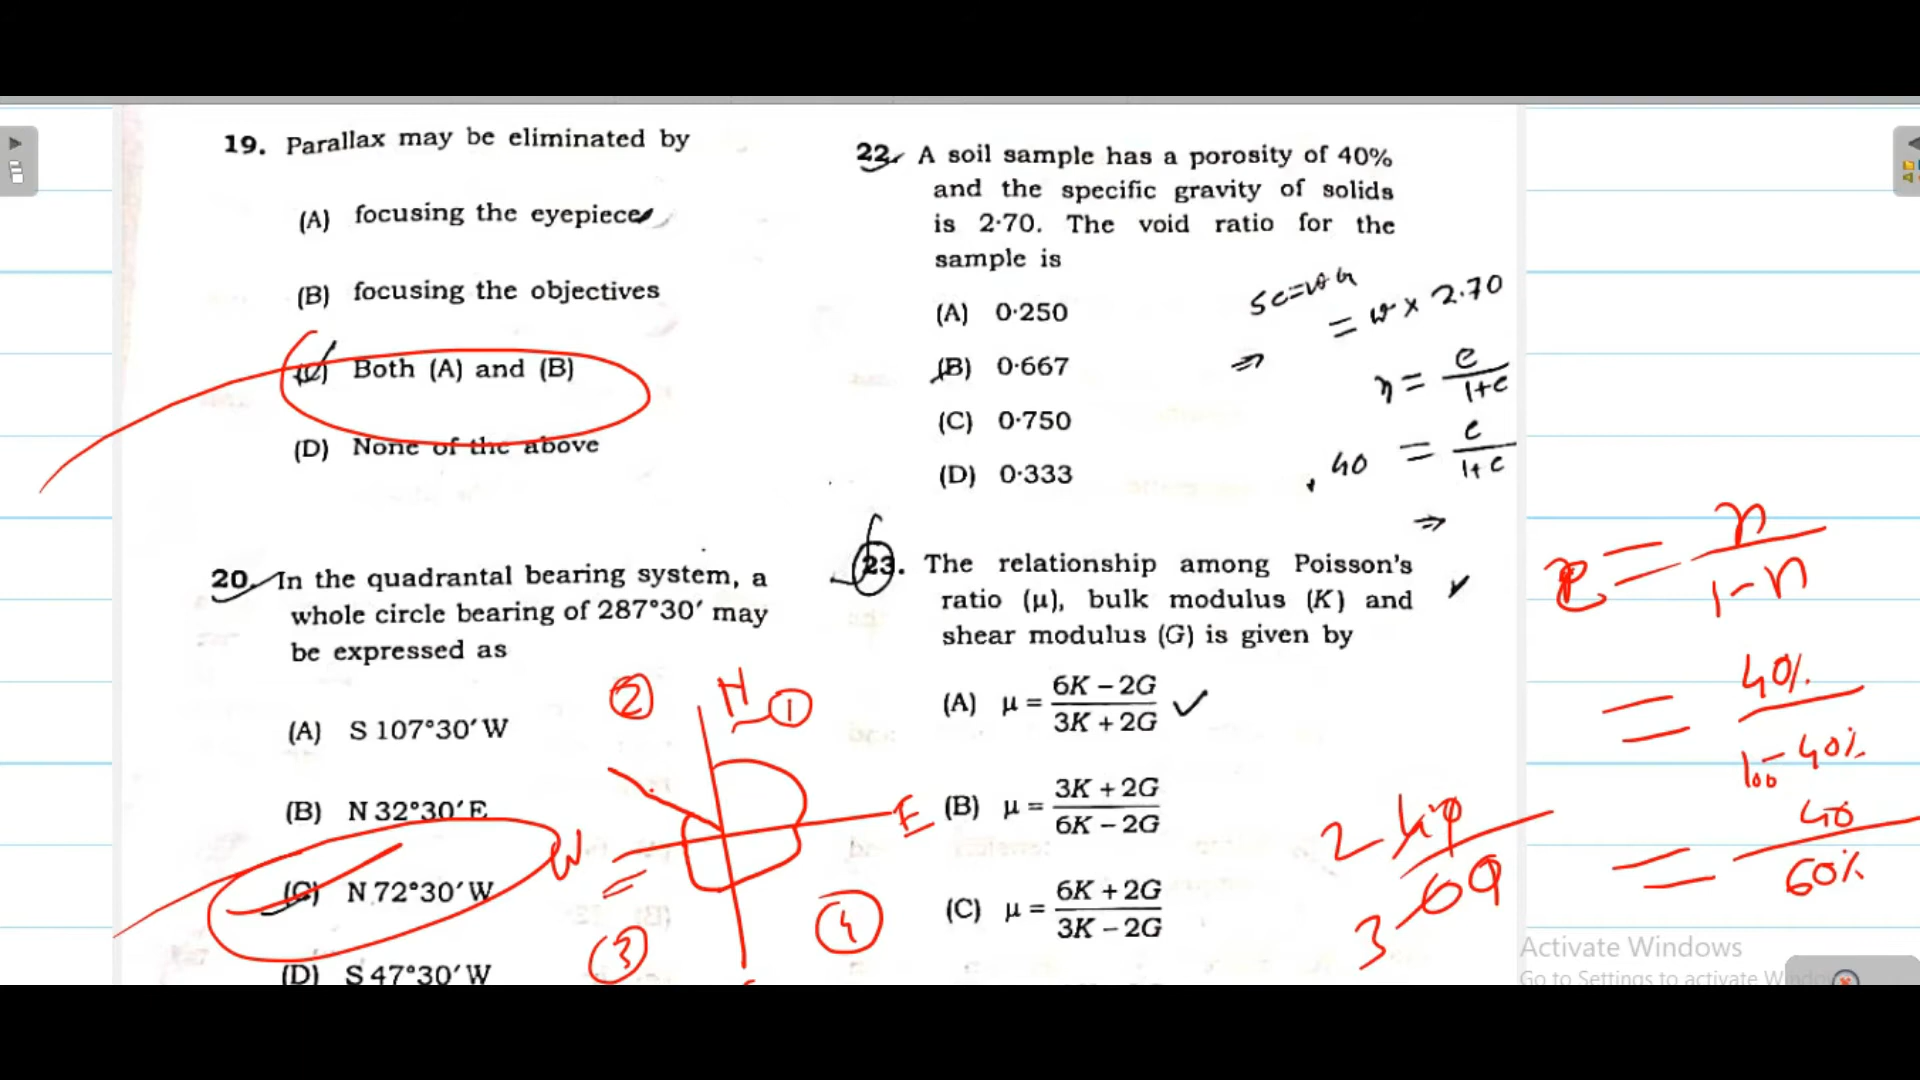 19. Parallax may be eliminated by
(A) focusing the eyepiece
(B) focusing the objectives
(C) Both (A) and (B)
(D) None of the above
20. In the quadrantal bearing system, a
whole circle bearing of 287°30′ may
be expressed as
(A) S 107°30′ W
(B) N 32°30′ E
(C) N 72°30′ W
(D) S 47°30′ W
2
N
1
E
W
3
4
22. A soil sample has a porosity of 40%
and the specific gravity of solids
is 2·70. The void ratio for the
sample is
(A) 0·250
(B) 0·667
(C) 0·750
(D) 0·333
Se=wG
= w × 2.70
⇒
η = e/(1+e)
.40 = e/(1+e)
⇒
23. The relationship among Poisson's
ratio (μ), bulk modulus (K) and
shear modulus (G) is given by
(A) μ = (6K − 2G)/(3K + 2G)
(B) μ = (3K + 2G)/(6K − 2G)
(C) μ = (6K + 2G)/(3K − 2G)
e = n/(1-n)
= 40%/(100-40%)
= 40/60%
2 40
3 60
Activate Windows
Go to Settings to activate